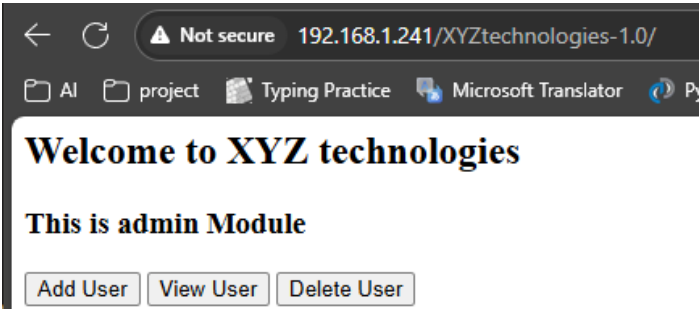 Not secure 192.168.1.241/XYZtechnologies-1.0/
AI project Typing Practice Microsoft Translator
Welcome to XYZ technologies
This is admin Module
Add User View User Delete User